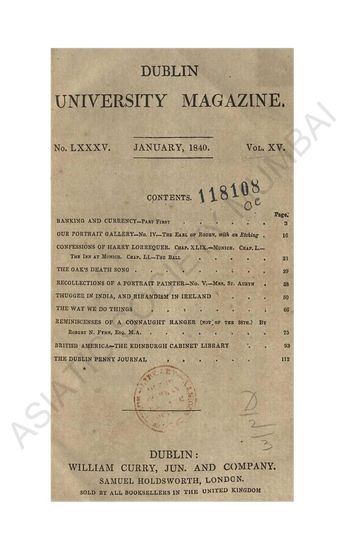 DUBLIN
UNIVERSITY MAGAZINE.
No. LXXXV. JANUARY, 1840. VOL. XV.
CONTENTS.
118108
Page.
BANKING AND CURRENCY—PART FIRST . . . . . . 3
OUR PORTRAIT GALLERY—No. IV.—THE EARL OF RODEN, with an Etching . 16
CONFESSIONS OF HARRY LORREQUER. CHAP. XLIX.—MUNICH. CHAP. L.—
THE INN AT MUNICH. CHAP. LI.—THE BALL . . . . . 21
THE OAK'S DEATH SONG . . . . . . . 29
RECOLLECTIONS OF A PORTRAIT PAINTER—No. V.—MRS. ST. AUBYN 38
THUGGEE IN INDIA, AND RIBANDISM IN IRELAND . . . . 50
THE WAY WE DO THINGS . . . . . . . 66
REMINISCENSES OF A CONNAUGHT RANGER (NOT OF THE 88TH.) BY
ROBERT N. FYNN, ESQ. M.A. . . . . . . . 75
BRITISH AMERICA—THE EDINBURGH CABINET LIBRARY . . . 93
THE DUBLIN PENNY JOURNAL . . . . . . . 112
D/2/3
DUBLIN:
WILLIAM CURRY, JUN. AND COMPANY.
SAMUEL HOLDSWORTH, LONDON.
SOLD BY ALL BOOKSELLERS IN THE UNITED KINGDOM